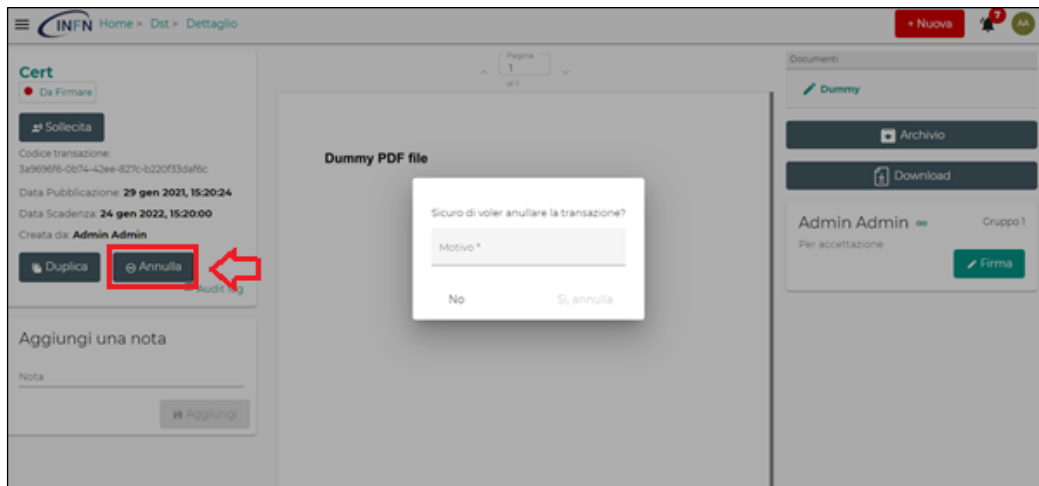 INFN Home > Dst > Dettaglio
+ Nuova
7
AA
Cert
Da Firmare
Sollecita
Codice transazione:
3a9696f6-0b74-42ee-827c-b220f33daf6c
Data Pubblicazione: 29 gen 2021, 15:20:24
Data Scadenza: 24 gen 2022, 15:20:00
Creata da: Admin Admin
Duplica
Annulla
Audit log
Aggiungi una nota
Nota
Aggiungi
Pagina
1
di 1
Dummy PDF file
Sicuro di voler anullare la transazione?
Motivo *
No
Si, annulla
Documenti
Dummy
Archivio
Download
Admin Admin
Gruppo 1
Per accettazione
Firma